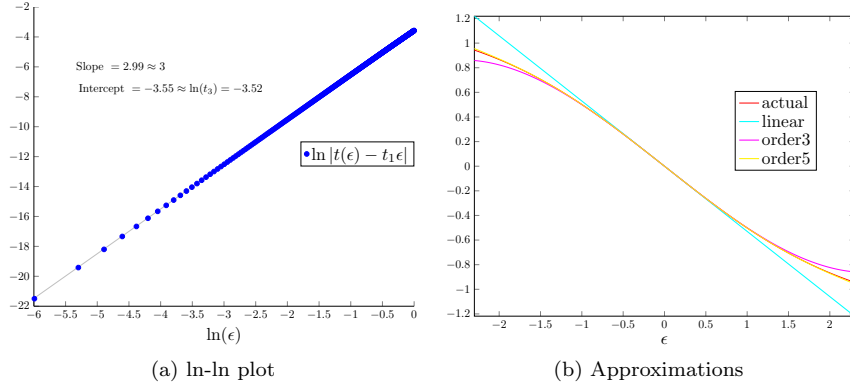 −2
−4
−6
−8
−10
−12
−14
−16
−18
−20
−22
−6 −5.5 −5 −4.5 −4 −3.5 −3 −2.5 −2 −1.5 −1 −0.5 0
Slope = 2.99 ≈ 3
Intercept = −3.55 ≈ ln(t₃) = −3.52
ln |t(ϵ) − t₁ϵ|
ln(ϵ)
(a) ln-ln plot
1.2
1
0.8
0.6
0.4
0.2
0
−0.2
−0.4
−0.6
−0.8
−1
−1.2
−2 −1.5 −1 −0.5 0 0.5 1 1.5 2
actual
linear
order3
order5
ϵ
(b) Approximations